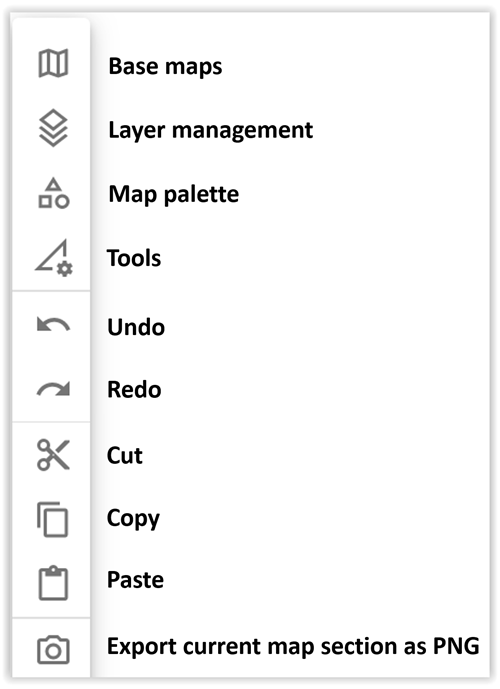 Base maps
Layer management
Map palette
Tools
Undo
Redo
Cut
Copy
Paste
Export current map section as PNG